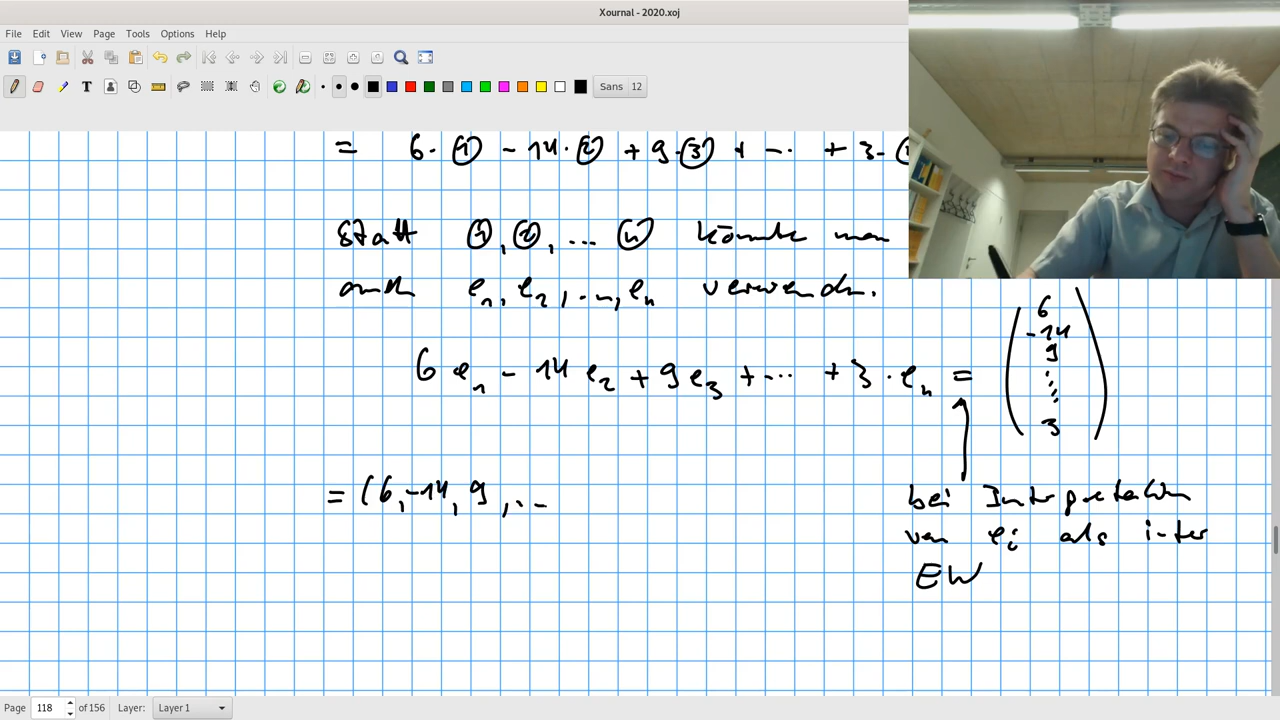 Xournal - 2020.xoj
File Edit View Page Tools Options Help
Sans 12
= 6·① - 14·② + 9·③ + ... + 3·
Statt ①, ②, ... ⓝ könnte man
auch e₁, e₂, ..., eₙ verwenden.
6 e₁ - 14 e₂ + 9 e₃ + ... + 3 · eₙ = ( 6 -14 9 ⋮ 3 )
= (6, -14, 9, ...
bei Interpretation
von eᵢ als i-ter
EW
Page 118 of 156 Layer: Layer 1